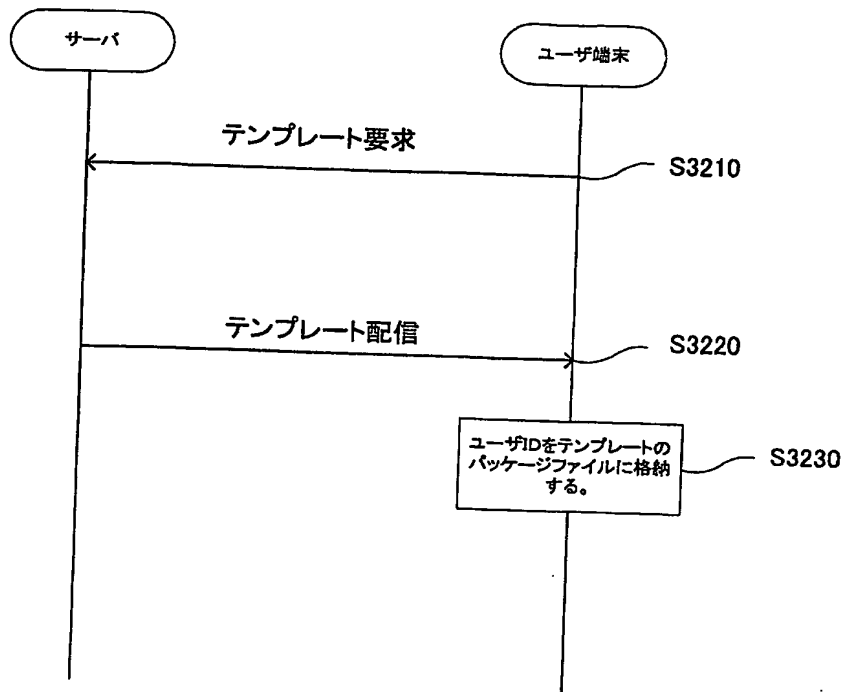 サーバ
ユーザ端末
テンプレート要求
S3210
テンプレート配信
S3220
ユーザIDをテンプレートの
パッケージファイルに格納
する。
S3230